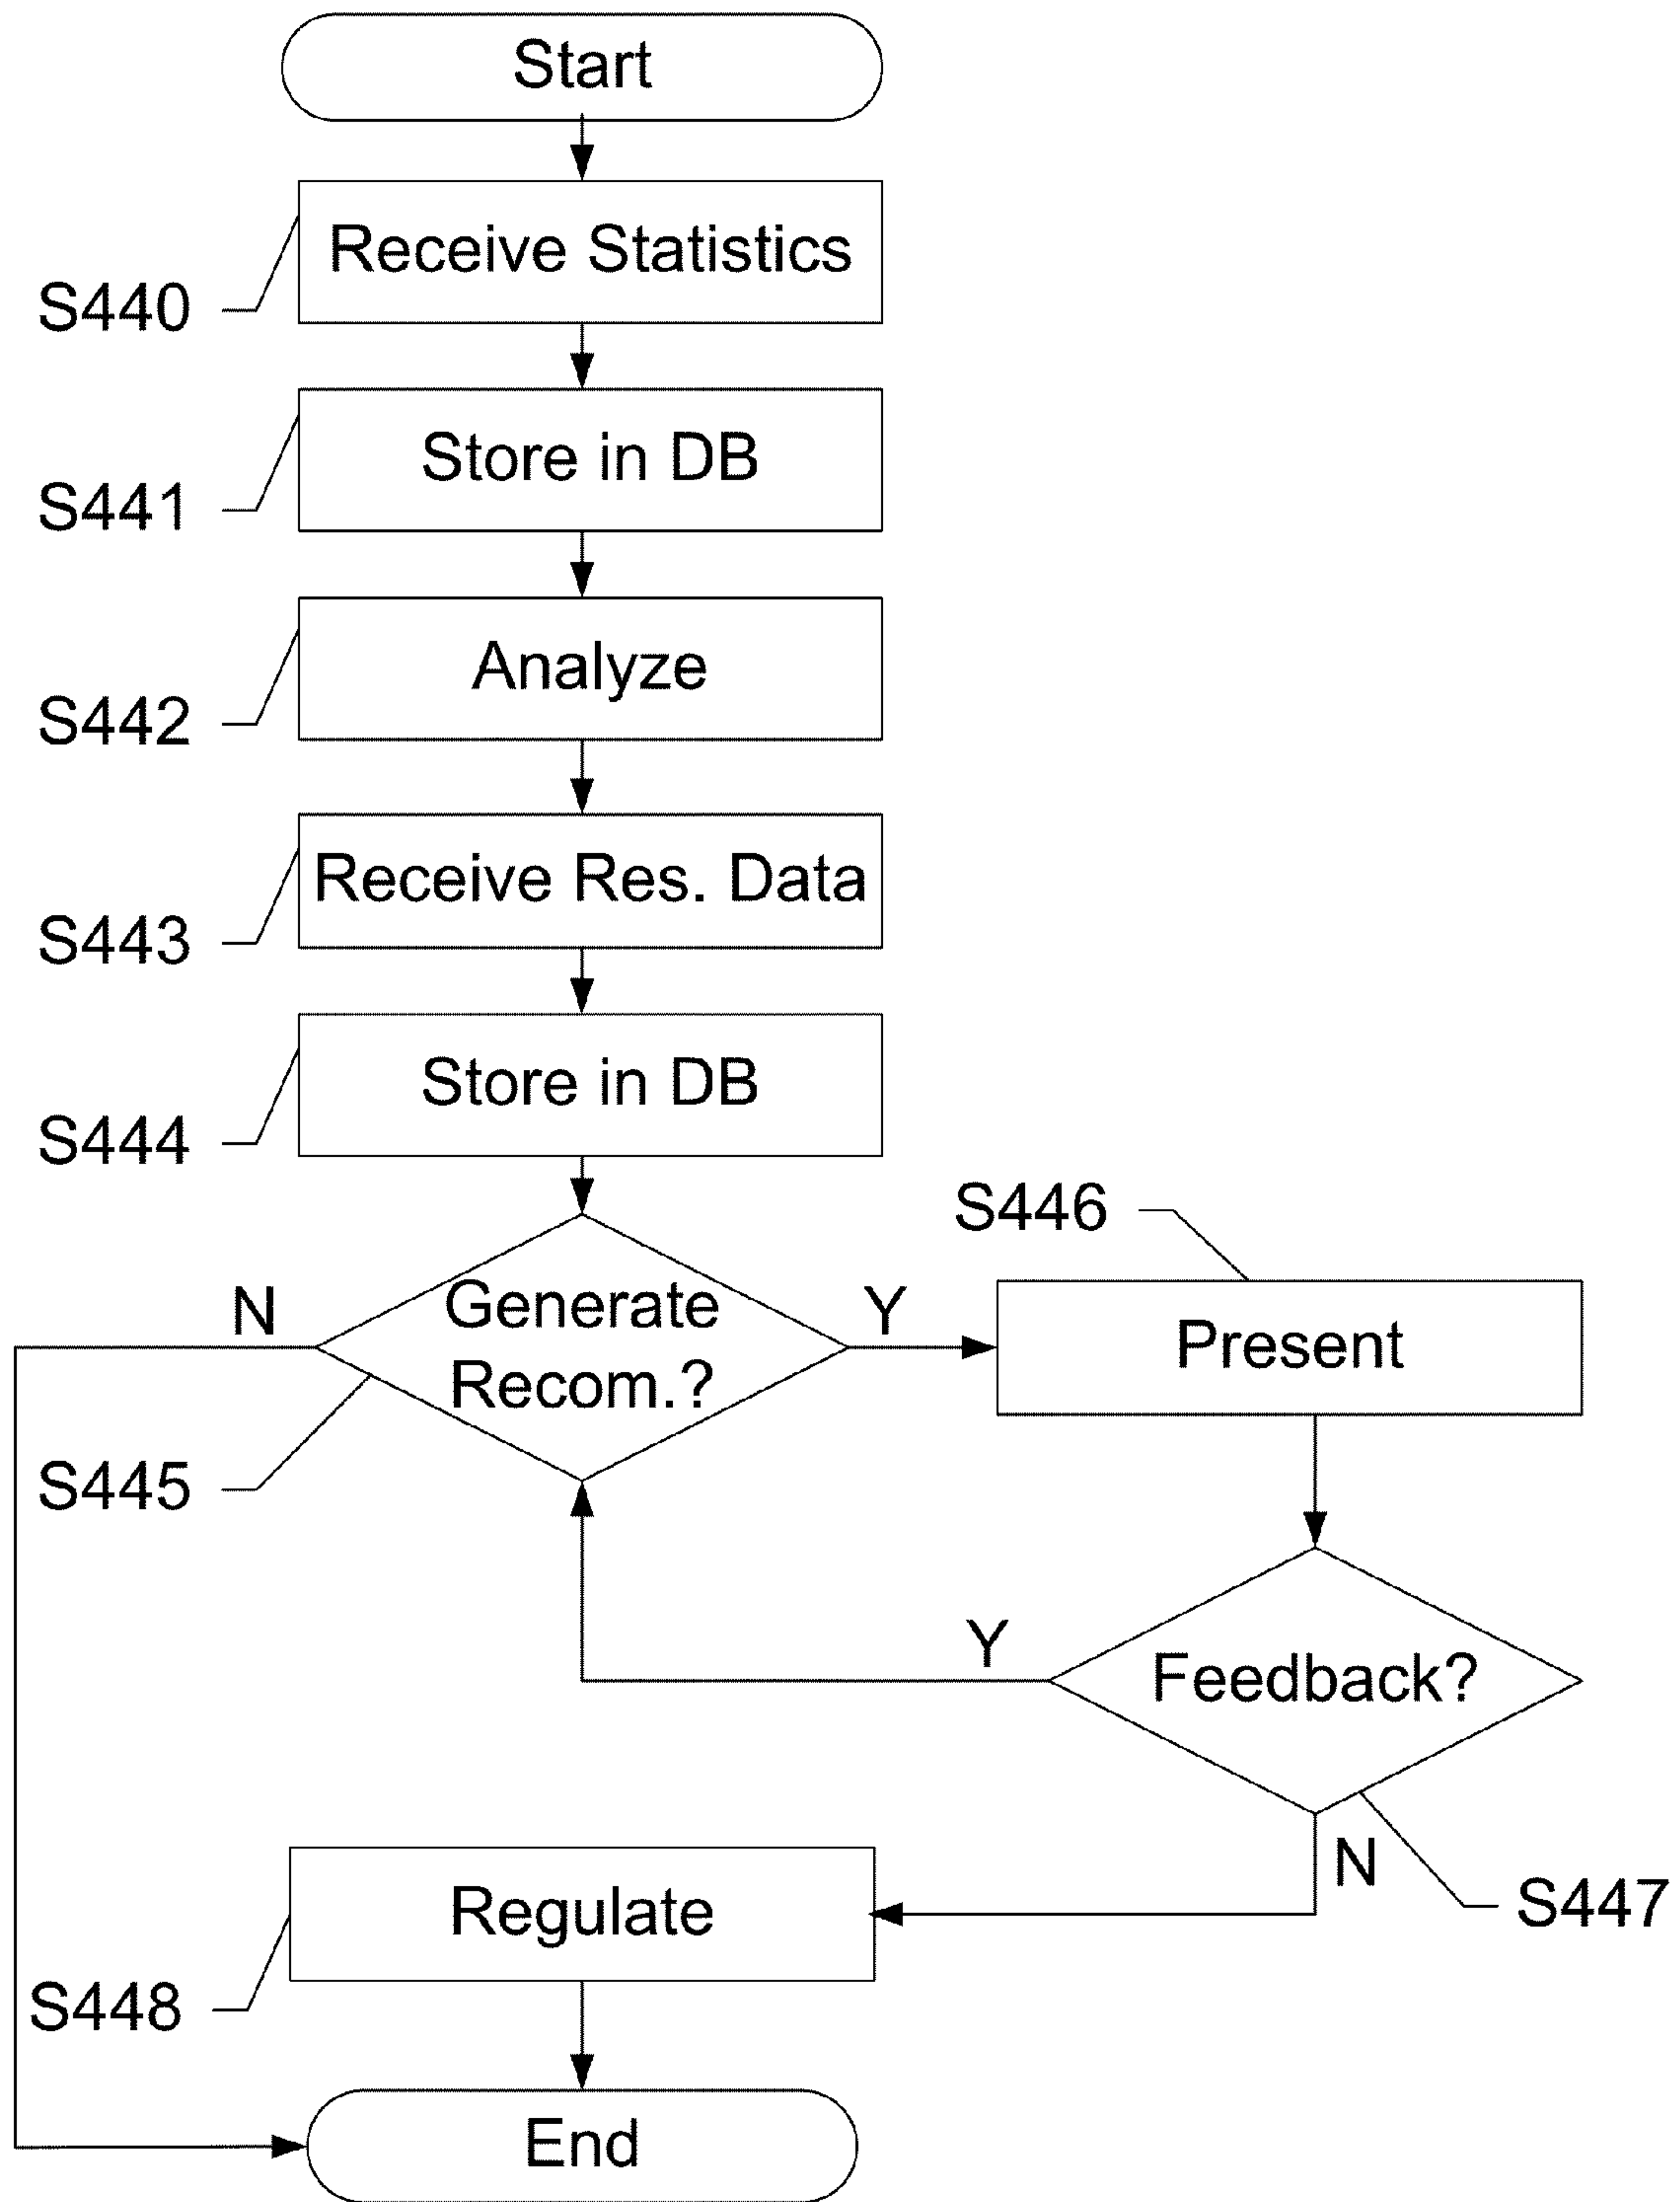 Start
Receive Statistics
S440
Store in DB
S441
Analyze
S442
Receive Res. Data
S443
Store in DB
S444
S446
N
Generate
Recom.?
Y
Present
S445
Y
Feedback?
N
Regulate
S447
S448
End